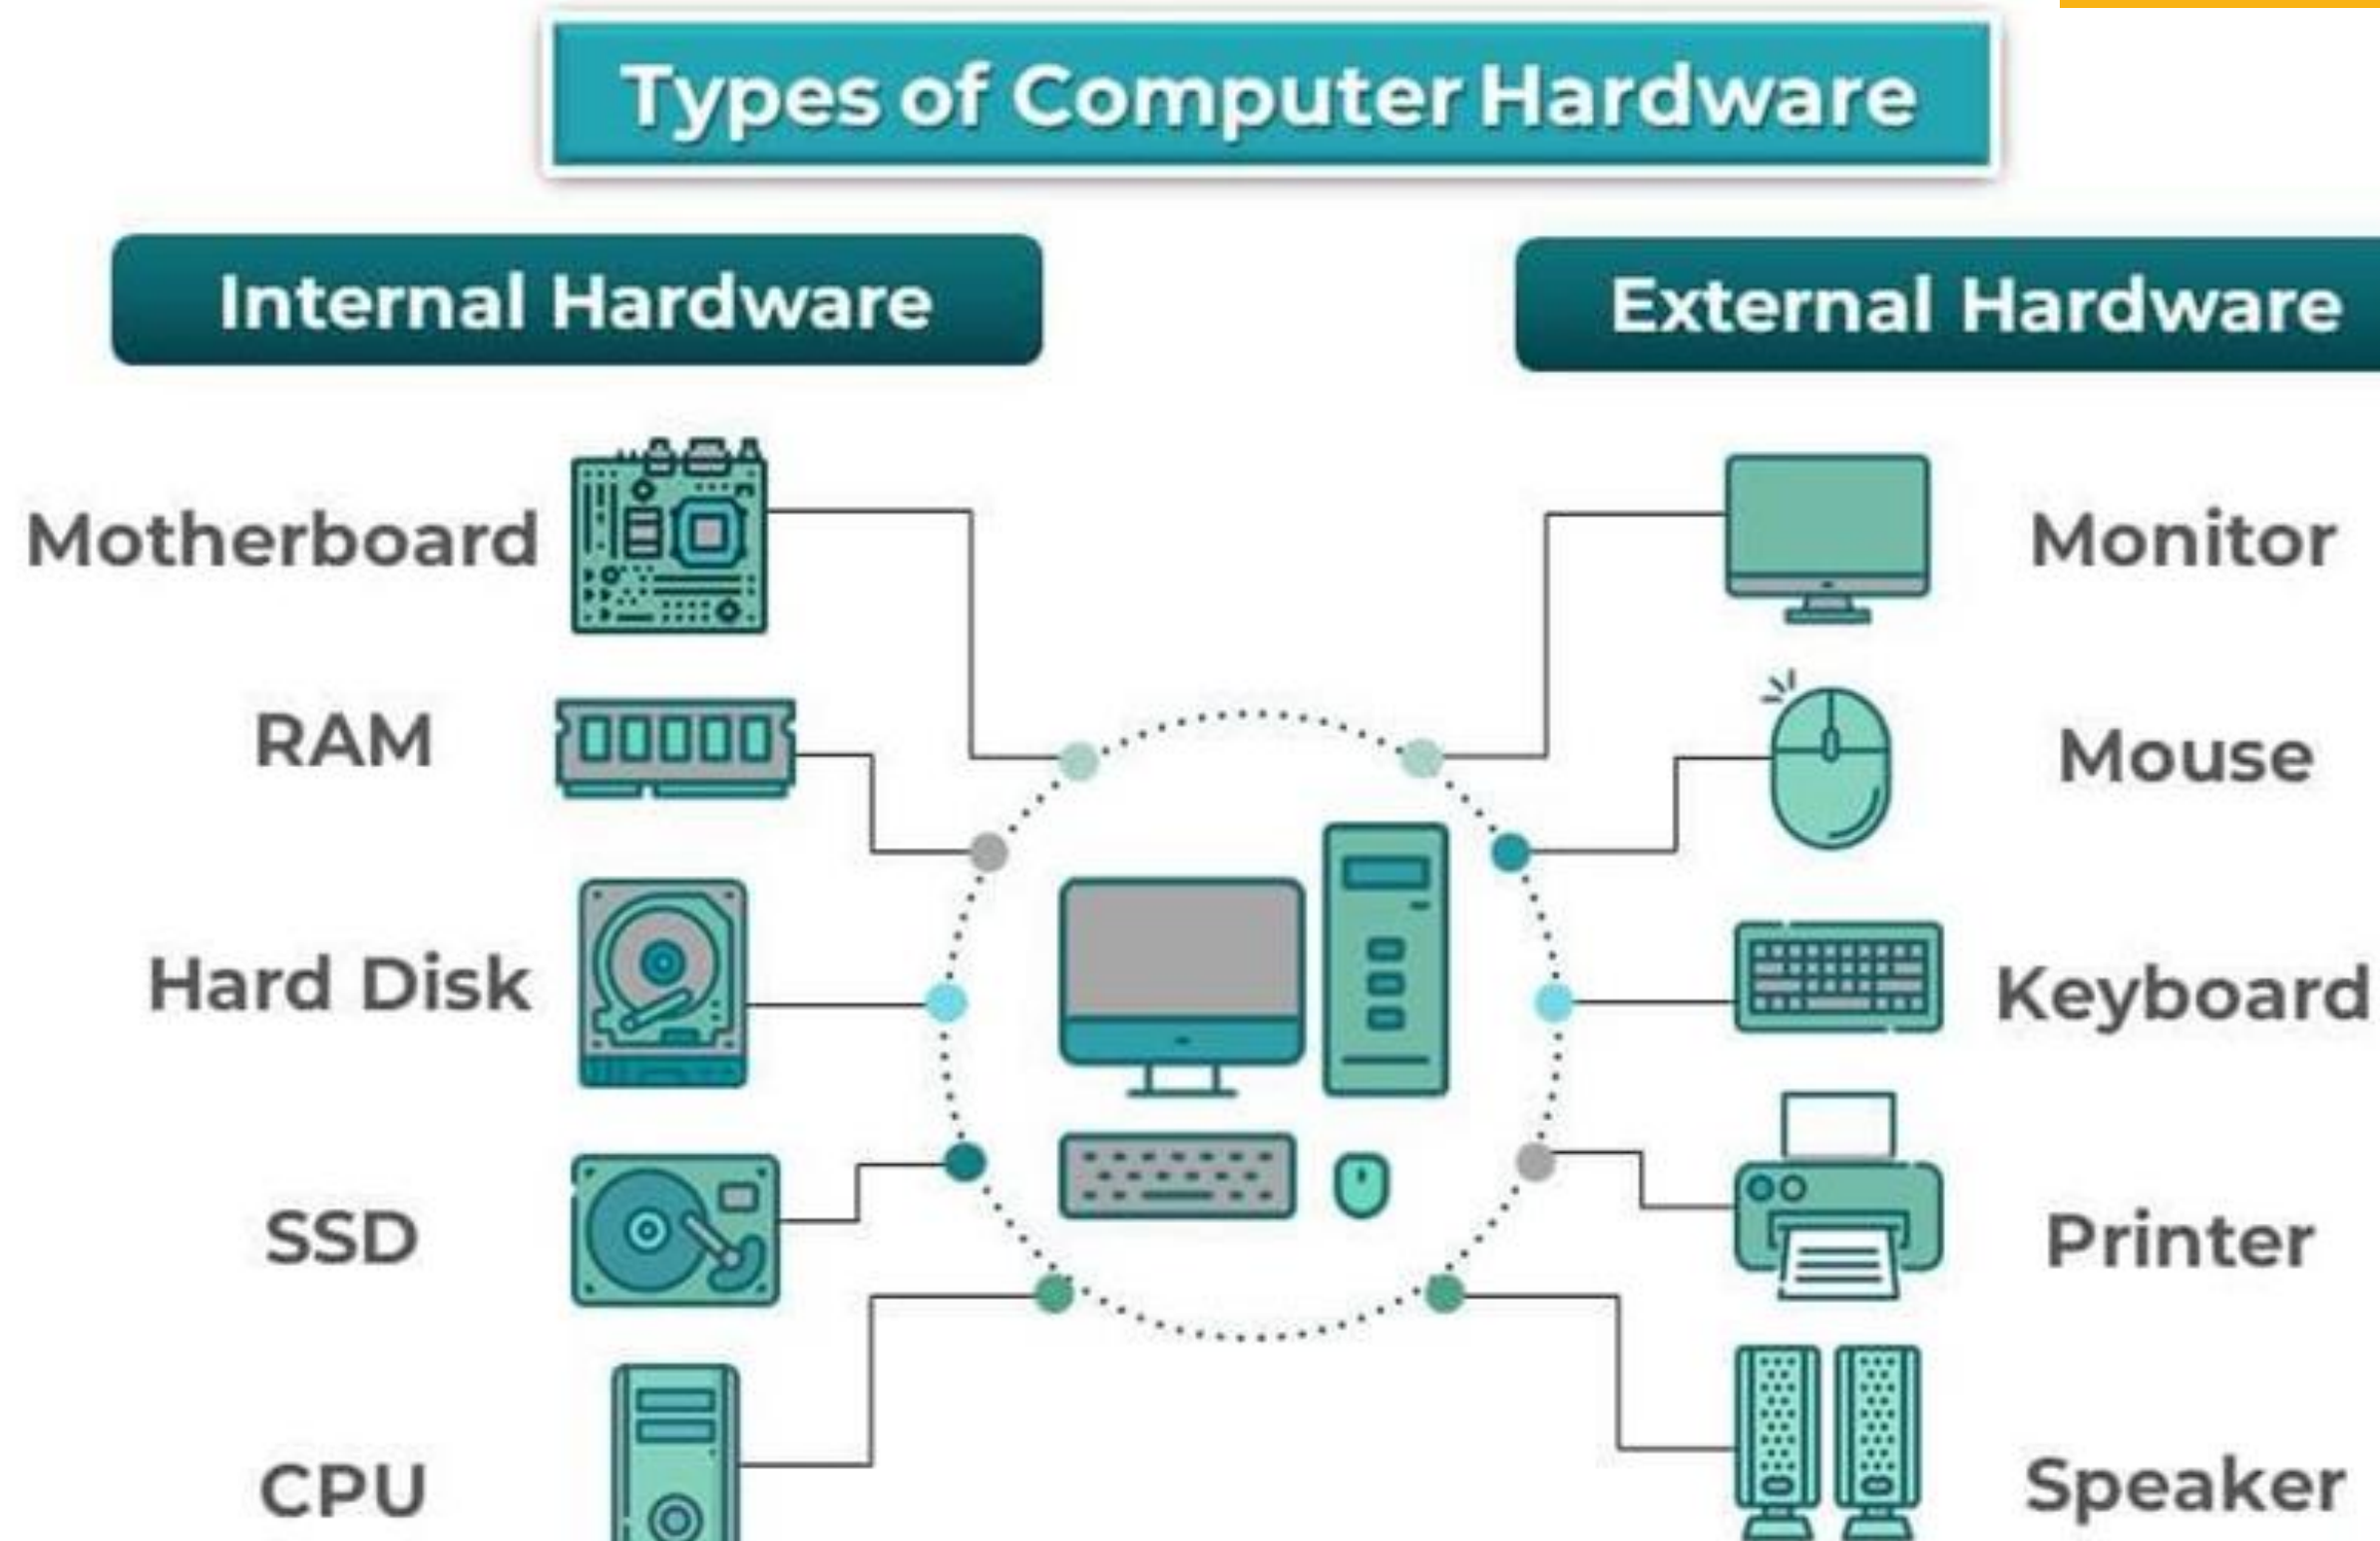 Types of Computer Hardware
Internal Hardware
External Hardware
Motherboard
RAM
Hard Disk
SSD
CPU
Monitor
Mouse
Keyboard
Printer
Speaker